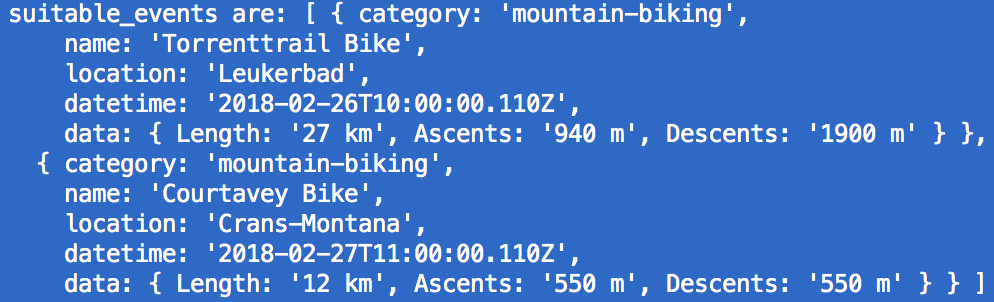 suitable_events are: [ { category: 'mountain-biking',
name: 'Torrenttrail Bike',
location: 'Leukerbad',
datetime: '2018-02-26T10:00:00.110Z',
data: { Length: '27 km', Ascents: '940 m', Descents: '1900 m' } },
{ category: 'mountain-biking',
name: 'Courtavey Bike',
location: 'Crans-Montana',
datetime: '2018-02-27T11:00:00.110Z',
data: { Length: '12 km', Ascents: '550 m', Descents: '550 m' } } ]